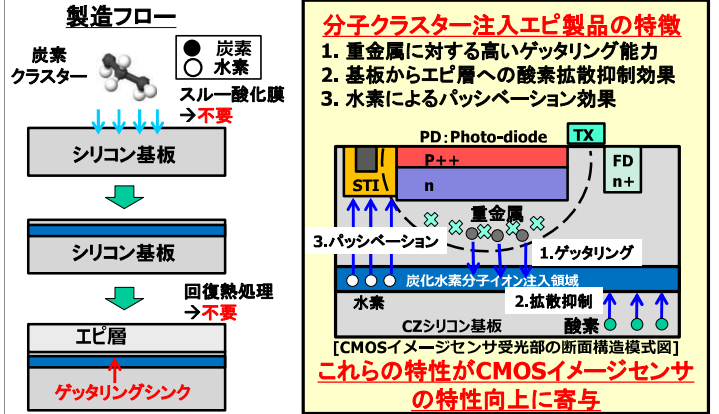 製造フロー
炭素
クラスター
炭素
水素
スルー酸化膜
→不要
シリコン基板
シリコン基板
回復熱処理
→不要
エピ層
ゲッタリングシンク
分子クラスター注入エピ製品の特徴
1. 重金属に対する高いゲッタリング能力
2. 基板からエピ層への酸素拡散抑制効果
3. 水素によるパッシベーション効果
PD:Photo-diode
TX
P++
FD
STI
n
n+
重金属
3.パッシベーション
1.ゲッタリング
炭化水素分子イオン注入領域
水素
2.拡散抑制
CZシリコン基板
酸素
[CMOSイメージセンサ受光部の断面構造模式図]
これらの特性がCMOSイメージセンサ
の特性向上に寄与